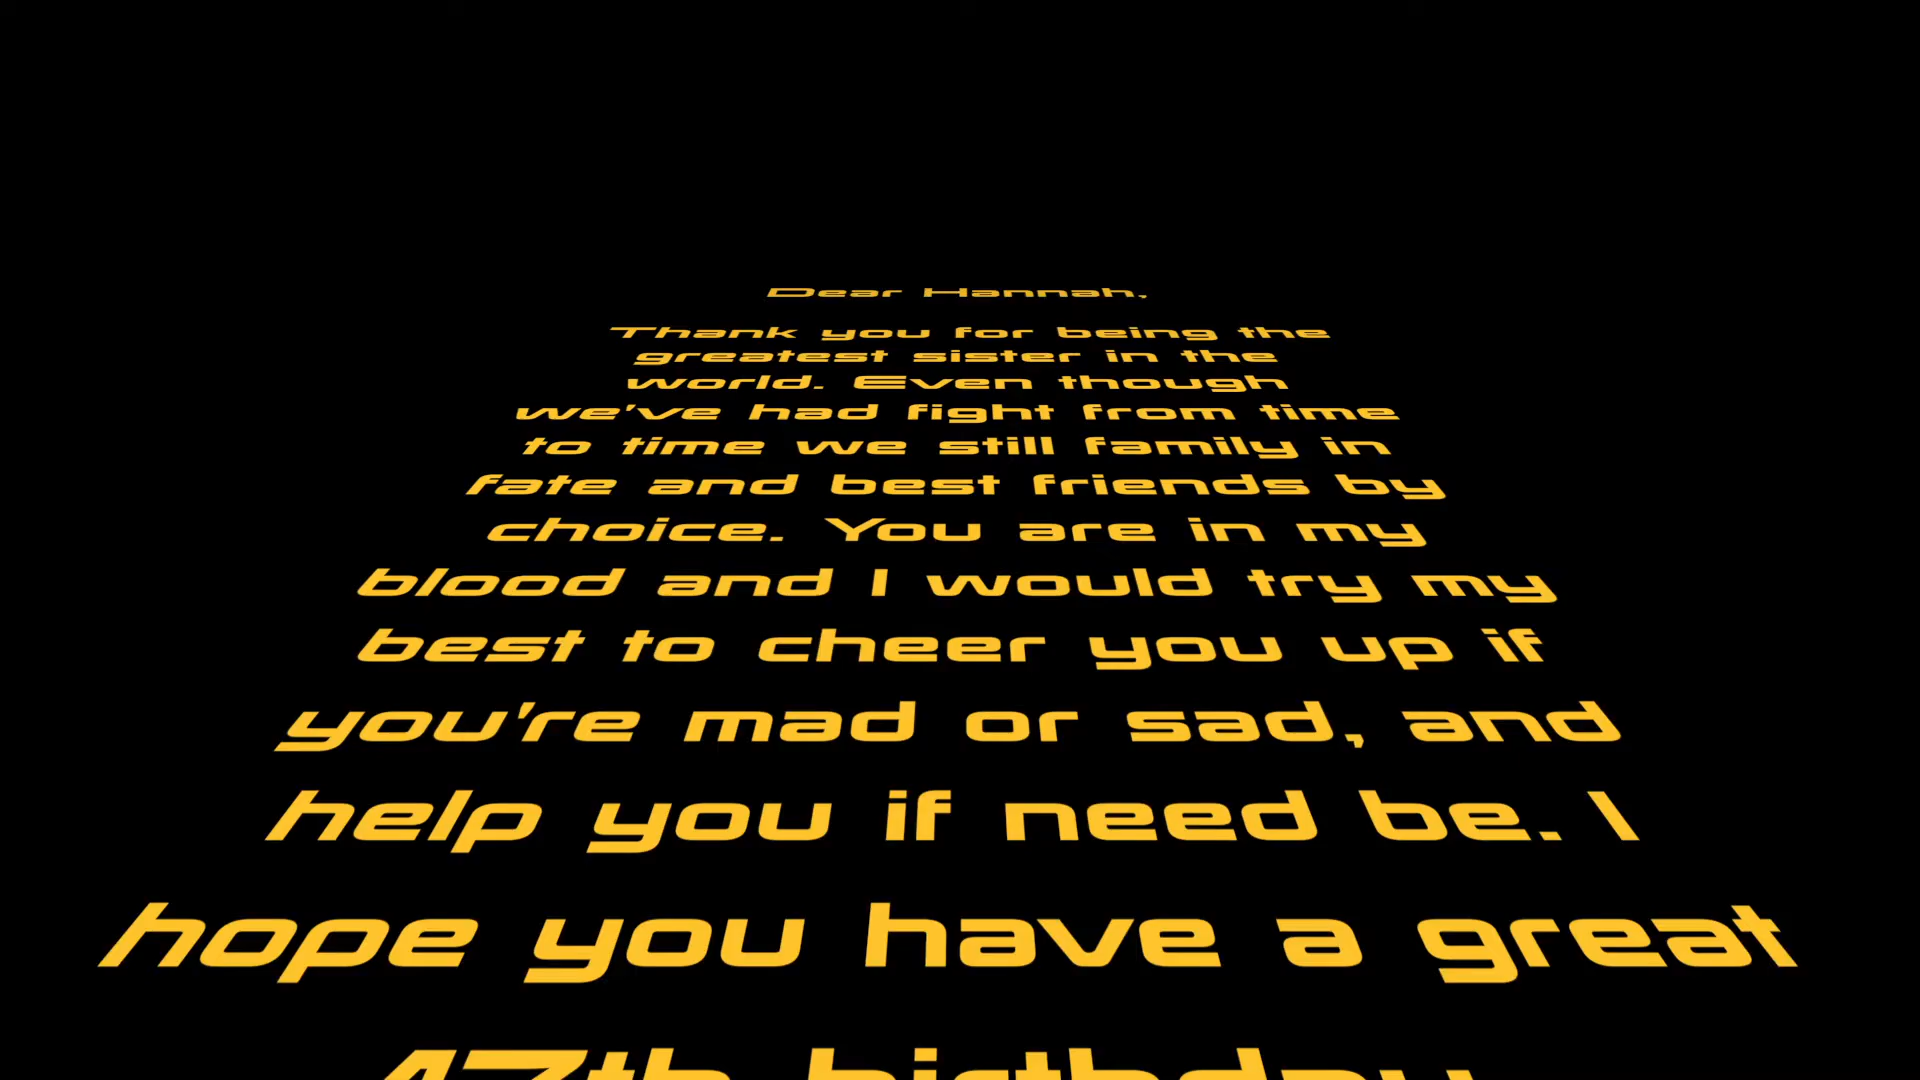 Dear Hannah,
Thank you for being the
greatest sister in the
world. Even though
we've had fight from time
to time we still family in
fate and best friends by
choice. You are in my
blood and I would try my
best to cheer you up if
you're mad or sad, and
help you if need be. I
hope you have a great
47th birthday